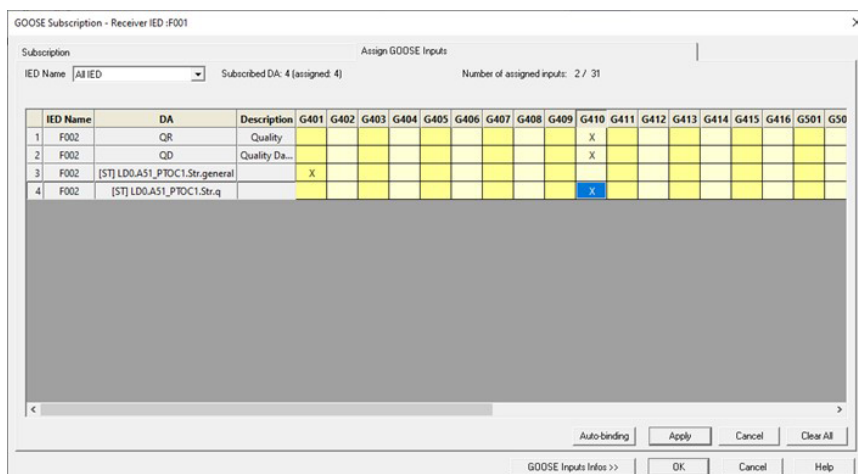 GOOSE Subscription - Receiver IED :F001
Subscription Assign GOOSE Inputs
IED Name All IED Subscribed DA: 4 (assigned: 4) Number of assigned inputs: 2 / 31
IED Name DA Description G401 G402 G403 G404 G405 G406 G407 G408 G409 G410 G411 G412 G413 G414 G415 G416 G501 G50
1 F002 QR Quality X
2 F002 QD Quality Da... X
3 F002 [ST] LD0.A51_PTOC1.Str.general X
4 F002 [ST] LD0.A51_PTOC1.Str.q X
Auto-binding Apply Cancel Clear All
GOOSE Inputs Infos >> OK Cancel Help